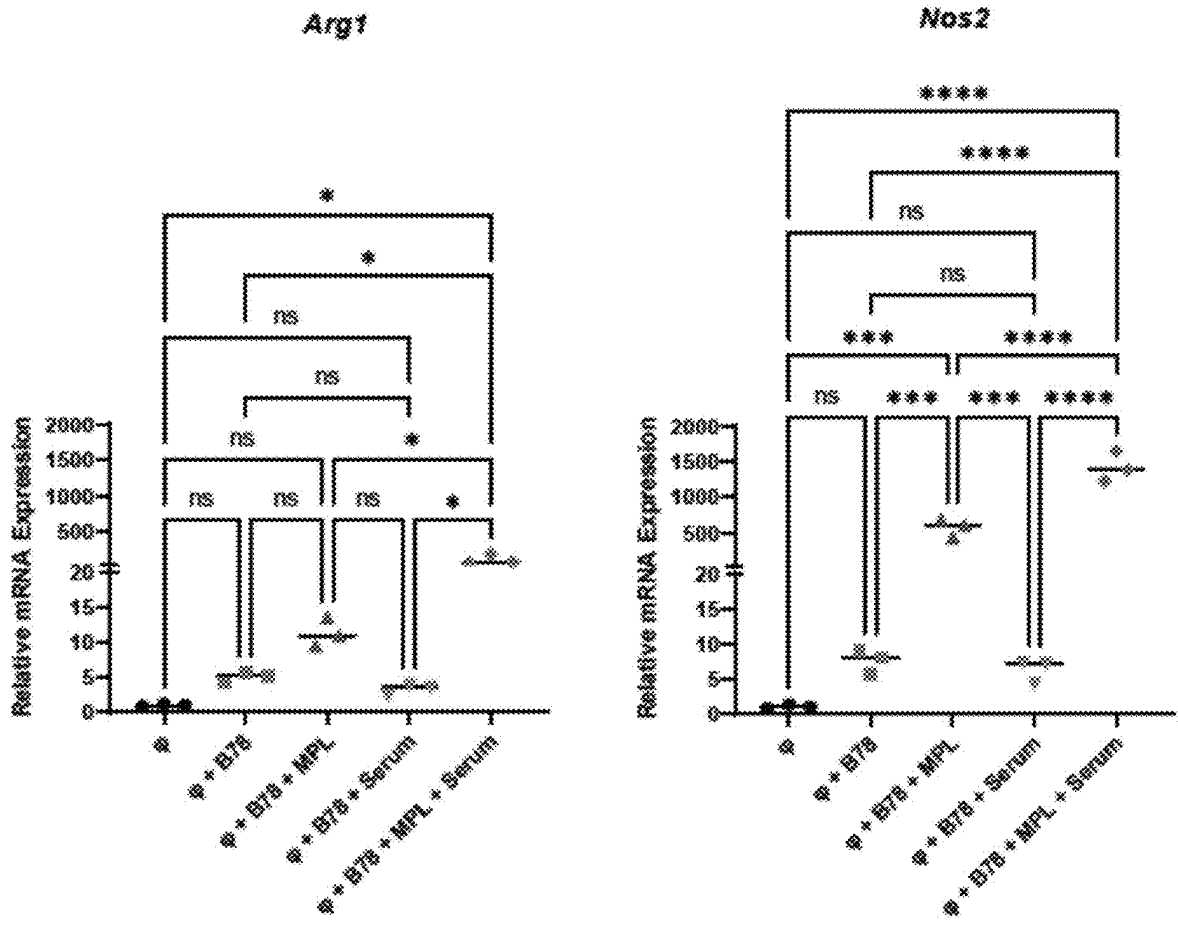 Arg1
*
*
ns
ns
ns
*
ns
ns
ns
*
Relative mRNA Expression
2000
1500
1000
500
20
15
10
5
0
φ
φ + B78
φ + B78 + MPL
φ + B78 + Serum
φ + B78 + MPL + Serum
Nos2
****
****
ns
ns
***
****
ns
***
***
****
Relative mRNA Expression
2000
1500
1000
500
20
15
10
5
0
φ
φ + B78
φ + B78 + MPL
φ + B78 + Serum
φ + B78 + MPL + Serum